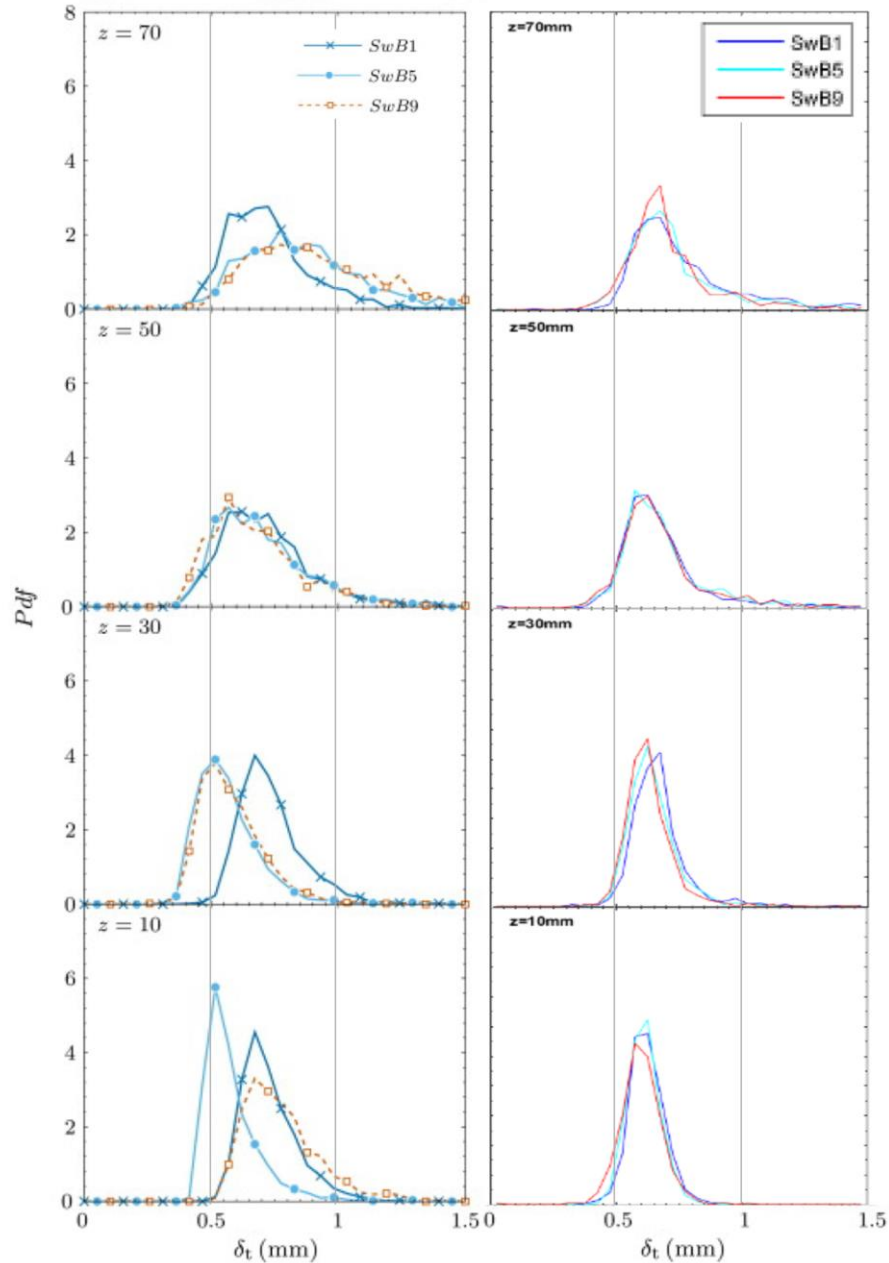 8
z = 70
SwB1
SwB5
SwB9
6
4
2
0
z=70mm
SwB1
SwB5
SwB9
z = 50
6
4
2
0
z=50mm
Pdf
z = 30
6
4
2
0
z=30mm
z = 10
6
4
2
0
z=10mm
0 0.5 1 1.5
δt (mm)
0 0.5 1 1.5
δt (mm)